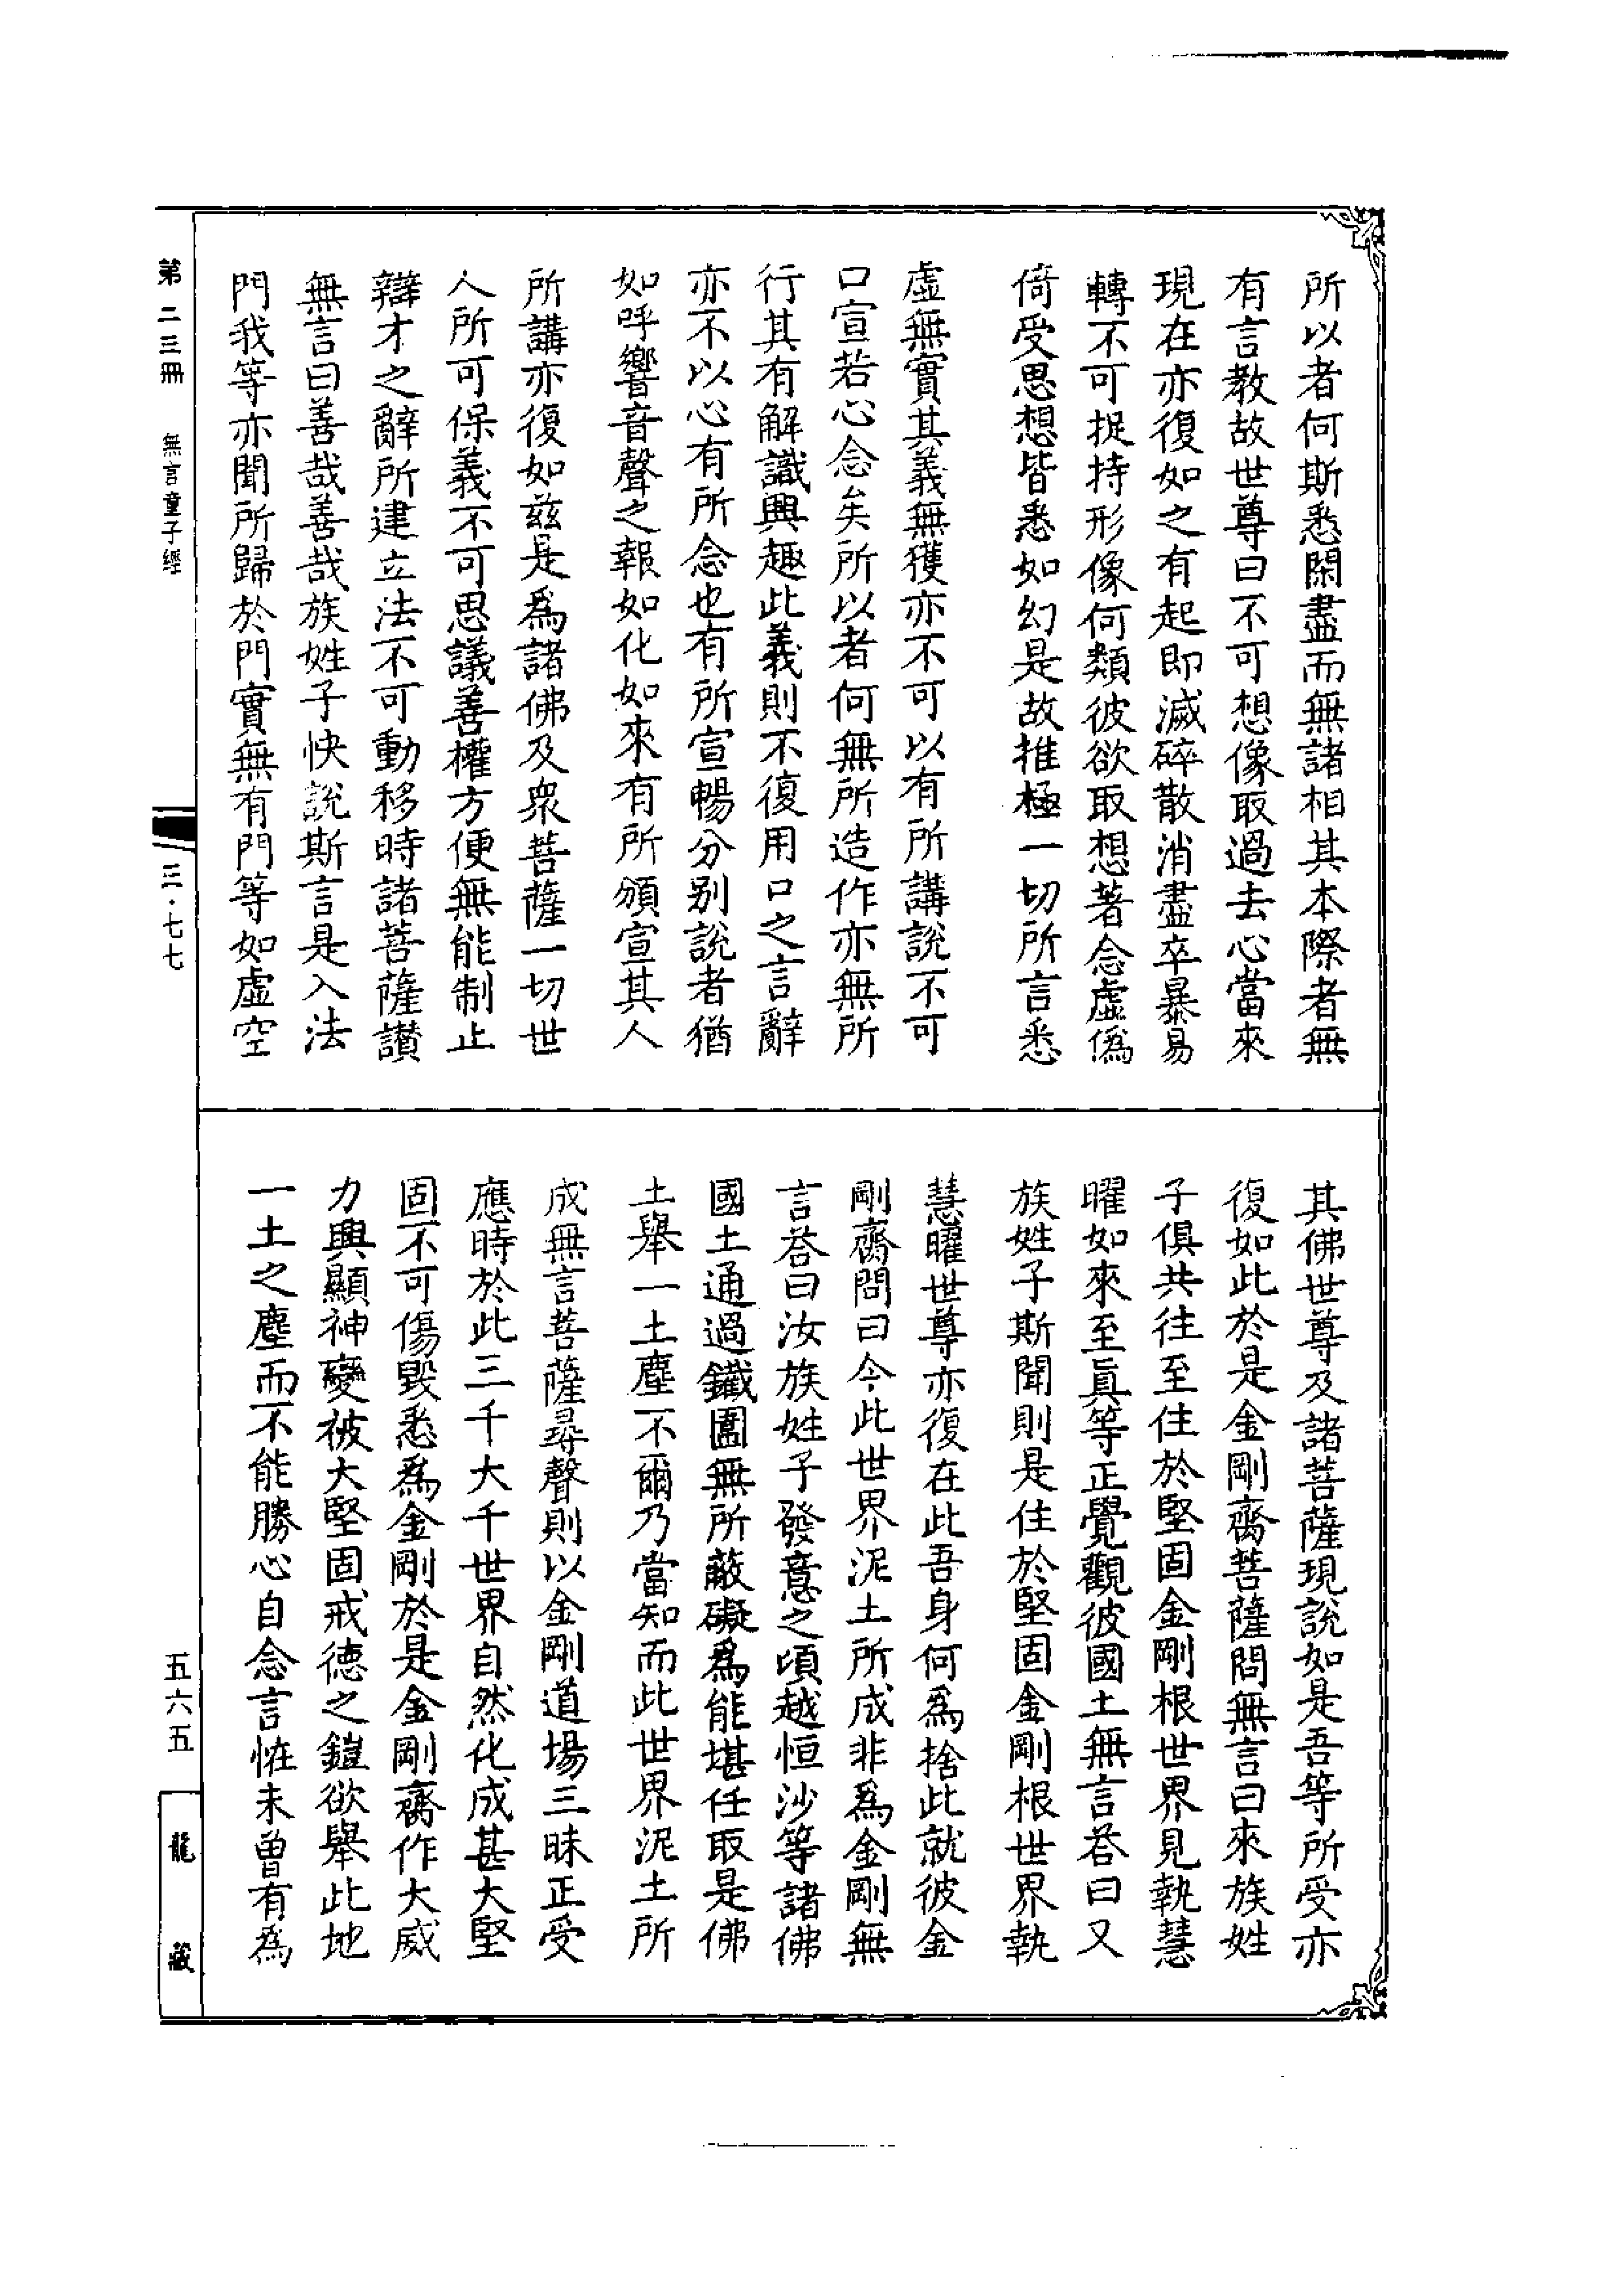 所以者何斯悉閑盡而無諸相其本際者無
有言教故世尊曰不可想像取過去心當來
現在亦復如之有起即滅碎散消盡卒暴易
轉不可捉持形像何類彼欲取想著念虛偽
倚受思想皆悉如幻是故推極一切所言悉
虛無實其義無獲亦不可以有所講說不可
口宣若心念矣所以者何無所造作亦無所
行其有解識興趣此義則不復用口之言辭
亦不以心有所念也有所宣暢分別說者猶
如呼響音聲之報如化如來有所頒宣其人
所講亦復如茲是爲諸佛及眾菩薩一切世
人所可保義不可思議善權方便無能制止
辯才之辭所建立法不可動移時諸菩薩讚
無言曰善哉善哉族姓子快說斯言是入法
門我等亦聞所歸於門實無有門等如虛空
其佛世尊及諸菩薩現說如是吾等所受亦
復如此於是金剛齊菩薩問無言曰來族姓
子俱共往至住於堅固金剛根世界見執慧
曜如來至眞等正覺觀彼國土無言荅曰又
族姓子斯聞則是住於堅固金剛根世界執
慧曜世尊亦復在此吾身何爲捨此就彼金
剛齊問曰今此世界泥土所成非爲金剛無
言荅曰汝族姓子發意之頃越恒沙等諸佛
國土通過鐵圍無所蔽礙爲能堪任取是佛
土舉一土塵不爾乃當知而此世界泥土所
成無言菩薩尋聲則以金剛道場三昧正受
應時於此三千大千世界自然化成甚大堅
固不可傷毀悉爲金剛於是金剛齊作大威
力興顯神變被大堅固戒德之鎧欲舉此地
一土之塵而不能勝心自念言恠未曾有爲
第二三冊 無言童子經
三·七七
五六五
龍藏